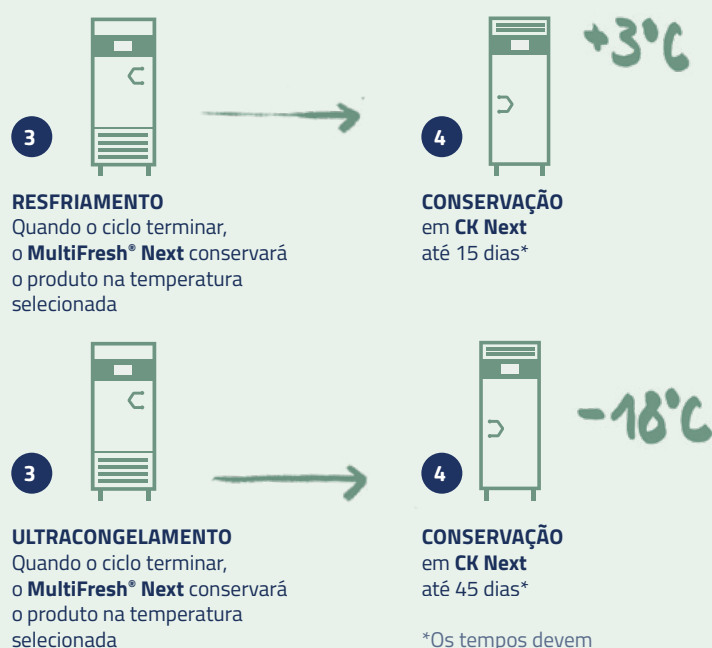 +3°C
3
4
RESFRIAMENTO
Quando o ciclo terminar,
o MultiFresh® Next conservará
o produto na temperatura
selecionada
CONSERVAÇÃO
em CK Next
até 15 dias*
-18°C
3
4
ULTRACONGELAMENTO
Quando o ciclo terminar,
o MultiFresh® Next conservará
o produto na temperatura
selecionada
CONSERVAÇÃO
em CK Next
até 45 dias*
*Os tempos devem